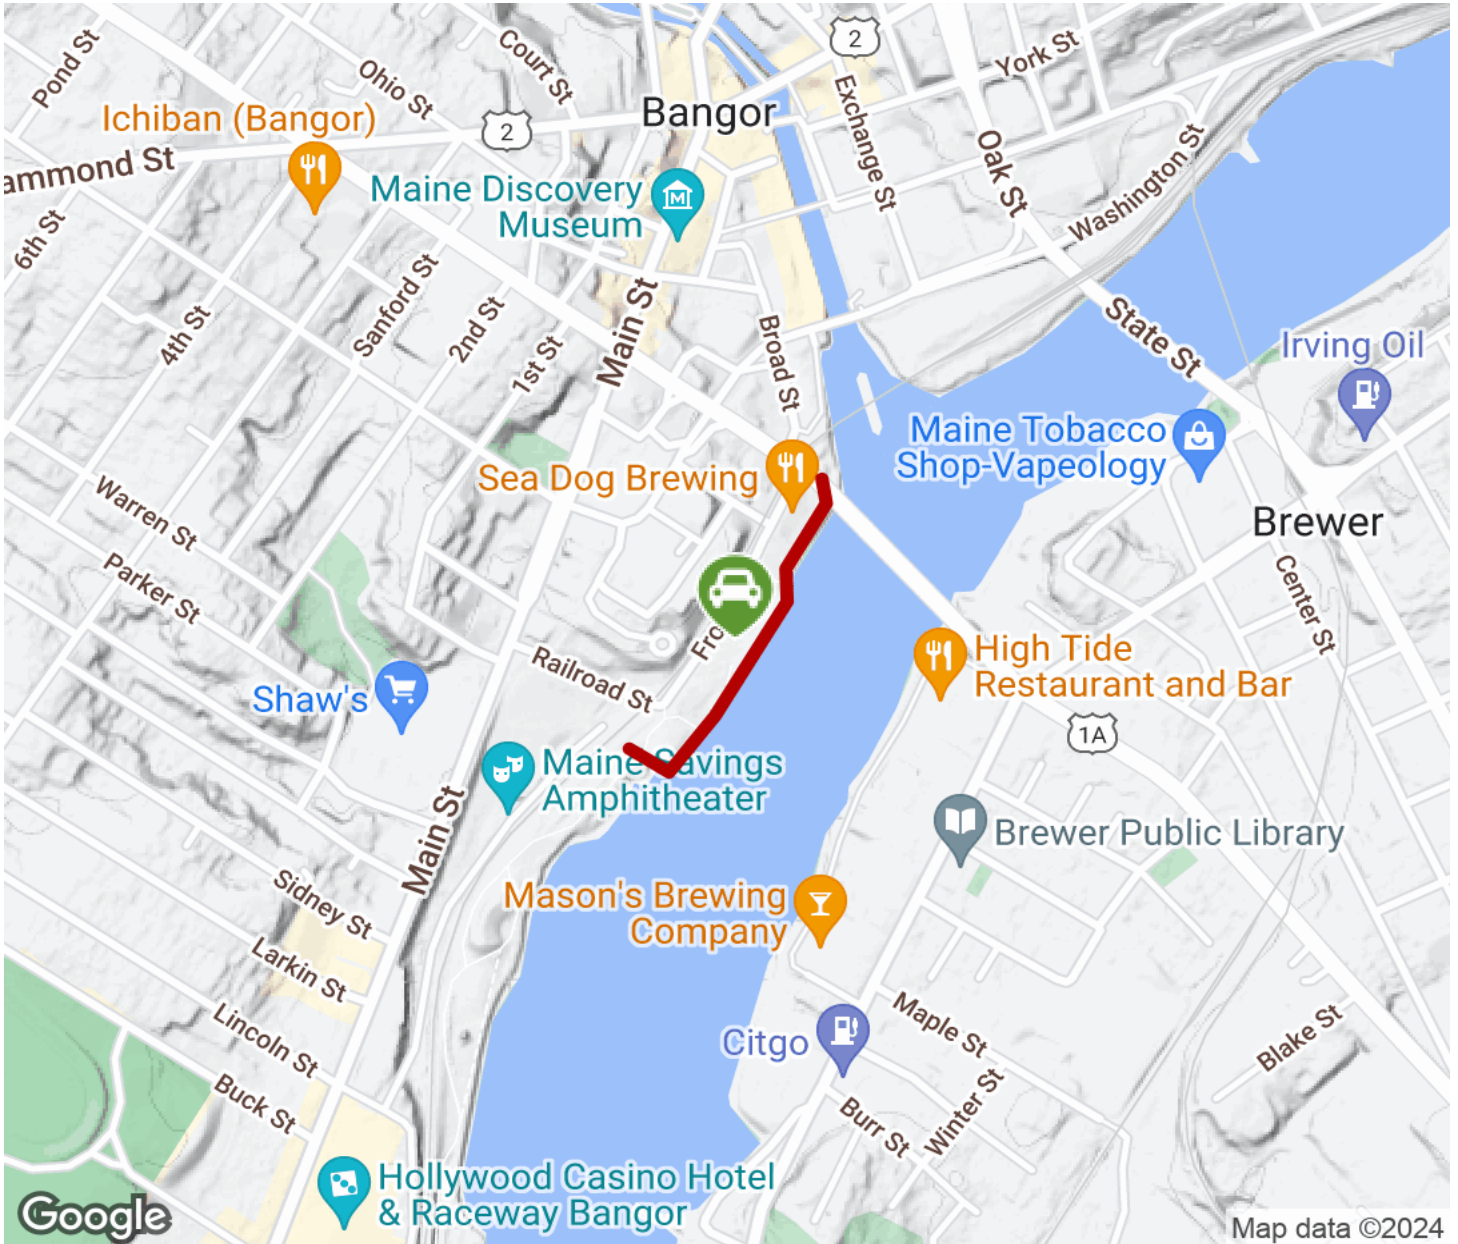 2
Court St
York St
Pond St
Ohio St
Ichiban (Bangor)
2
Bangor
Exchange St
Oak St
Washington St
ammond St
Maine Discovery
Museum
6th St
4th St
Sanford St
2nd St
1st St
Main St
Broad St
State St
Irving Oil
Maine Tobacco
Shop-Vapeology
Sea Dog Brewing
Warren St
Brewer
Parker St
Center St
Fro
High Tide
Restaurant and Bar
Railroad St
Shaw's
1A
Maine Savings
Amphitheater
Main St
Brewer Public Library
Sidney St
Mason's Brewing
Company
Larkin St
Lincoln St
Maple St
Citgo
Blake St
Buck St
Burr St
Winter St
Hollywood Casino Hotel
& Raceway Bangor
Google
Map data ©2024